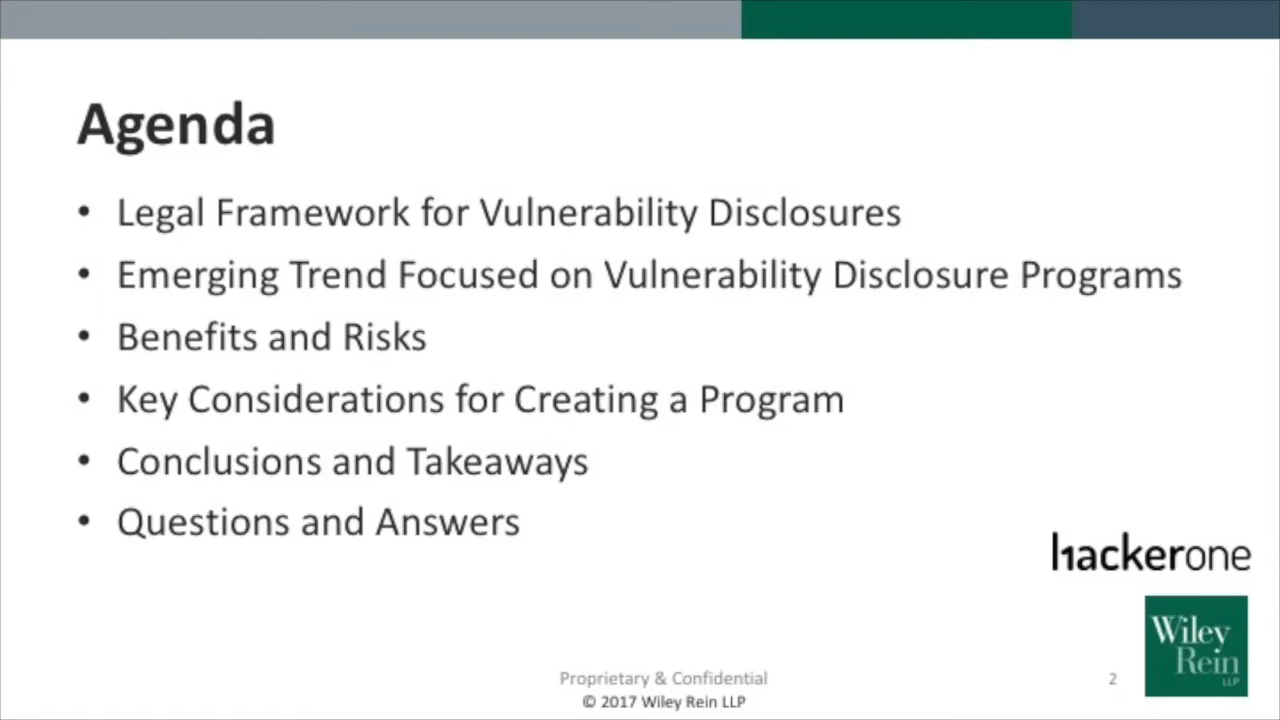 Agenda
• Legal Framework for Vulnerability Disclosures
• Emerging Trend Focused on Vulnerability Disclosure Programs
• Benefits and Risks
• Key Considerations for Creating a Program
• Conclusions and Takeaways
• Questions and Answers
hackerone
Wiley
Rein
LLP
Proprietary & Confidential
2
© 2017 Wiley Rein LLP